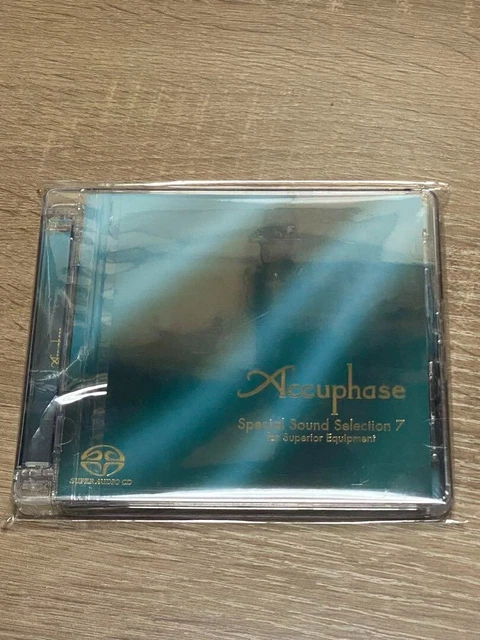 Accuphase
Special Sound Selection 7
for Superior Equipment
SUPER AUDIO CD